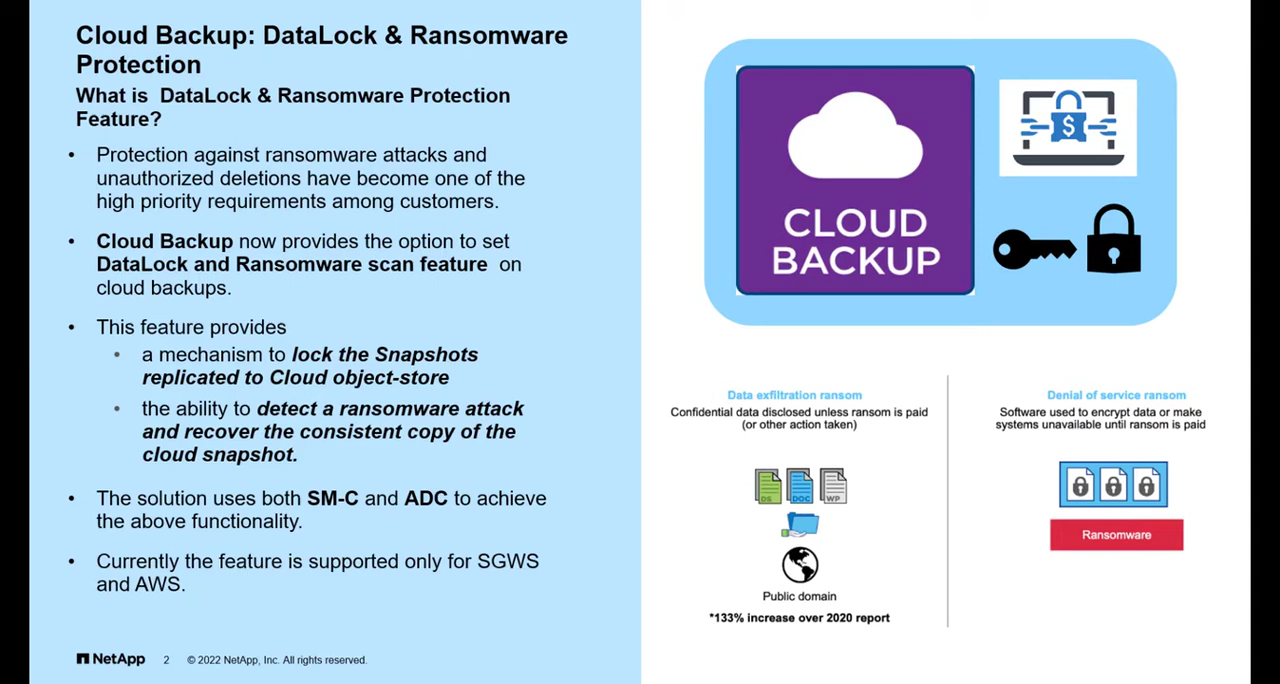 Cloud Backup: DataLock & Ransomware
Protection
What is DataLock & Ransomware Protection
Feature?
• Protection against ransomware attacks and
unauthorized deletions have become one of the
high priority requirements among customers.
• Cloud Backup now provides the option to set
DataLock and Ransomware scan feature on
cloud backups.
• This feature provides
• a mechanism to lock the Snapshots
replicated to Cloud object-store
• the ability to detect a ransomware attack
and recover the consistent copy of the
cloud snapshot.
• The solution uses both SM-C and ADC to achieve
the above functionality.
• Currently the feature is supported only for SGWS
and AWS.
NetApp 2 © 2022 NetApp, Inc. All rights reserved.
CLOUD
BACKUP
$
Data exfiltration ransom
Confidential data disclosed unless ransom is paid
(or other action taken)
DS DOC WP
Public domain
*133% increase over 2020 report
Denial of service ransom
Software used to encrypt data or make
systems unavailable until ransom is paid
Ransomware